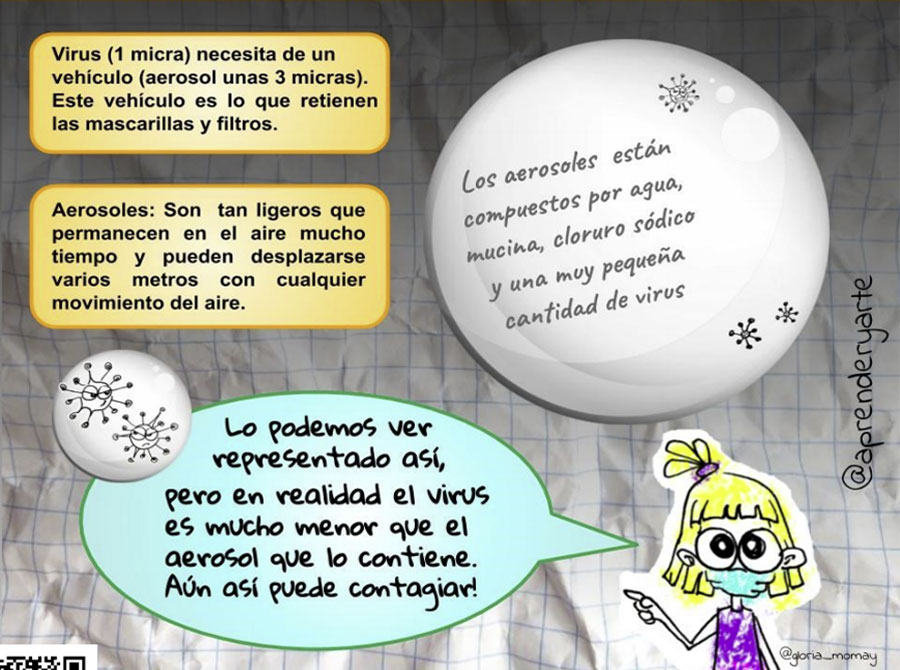 Virus (1 micra) necesita de un
vehículo (aerosol unas 3 micras).
Este vehículo es lo que retienen
las mascarillas y filtros.
Aerosoles: Son tan ligeros que
permanecen en el aire mucho
tiempo y pueden desplazarse
varios metros con cualquier
movimiento del aire.
Los aerosoles están
compuestos por agua,
mucina, cloruro sódico
y una muy pequeña
cantidad de virus
Lo podemos ver
representado así,
pero en realidad el virus
es mucho menor que el
aerosol que lo contiene.
Aún así puede contagiar!
@aprenderyarte
@gloria_momay